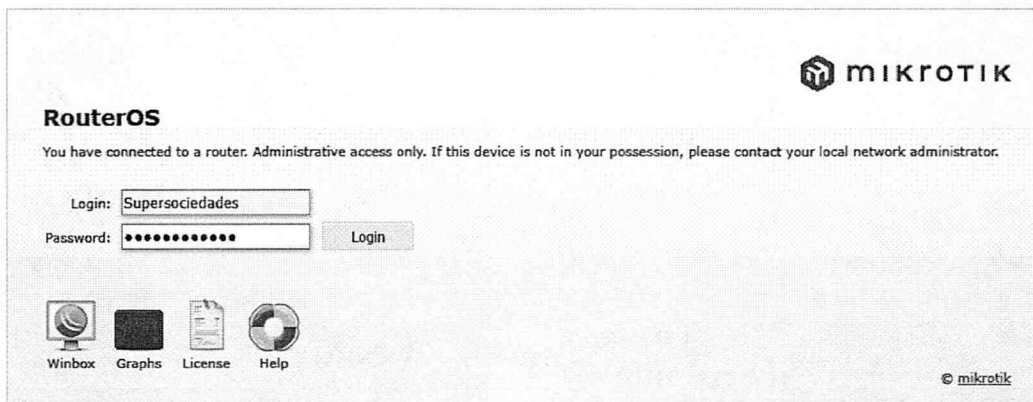 mikrotik
RouterOS
You have connected to a router. Administrative access only. If this device is not in your possession, please contact your local network administrator.
Login: Supersociedades
Password: •••••••••••• Login
Winbox Graphs License Help
© mikrotik